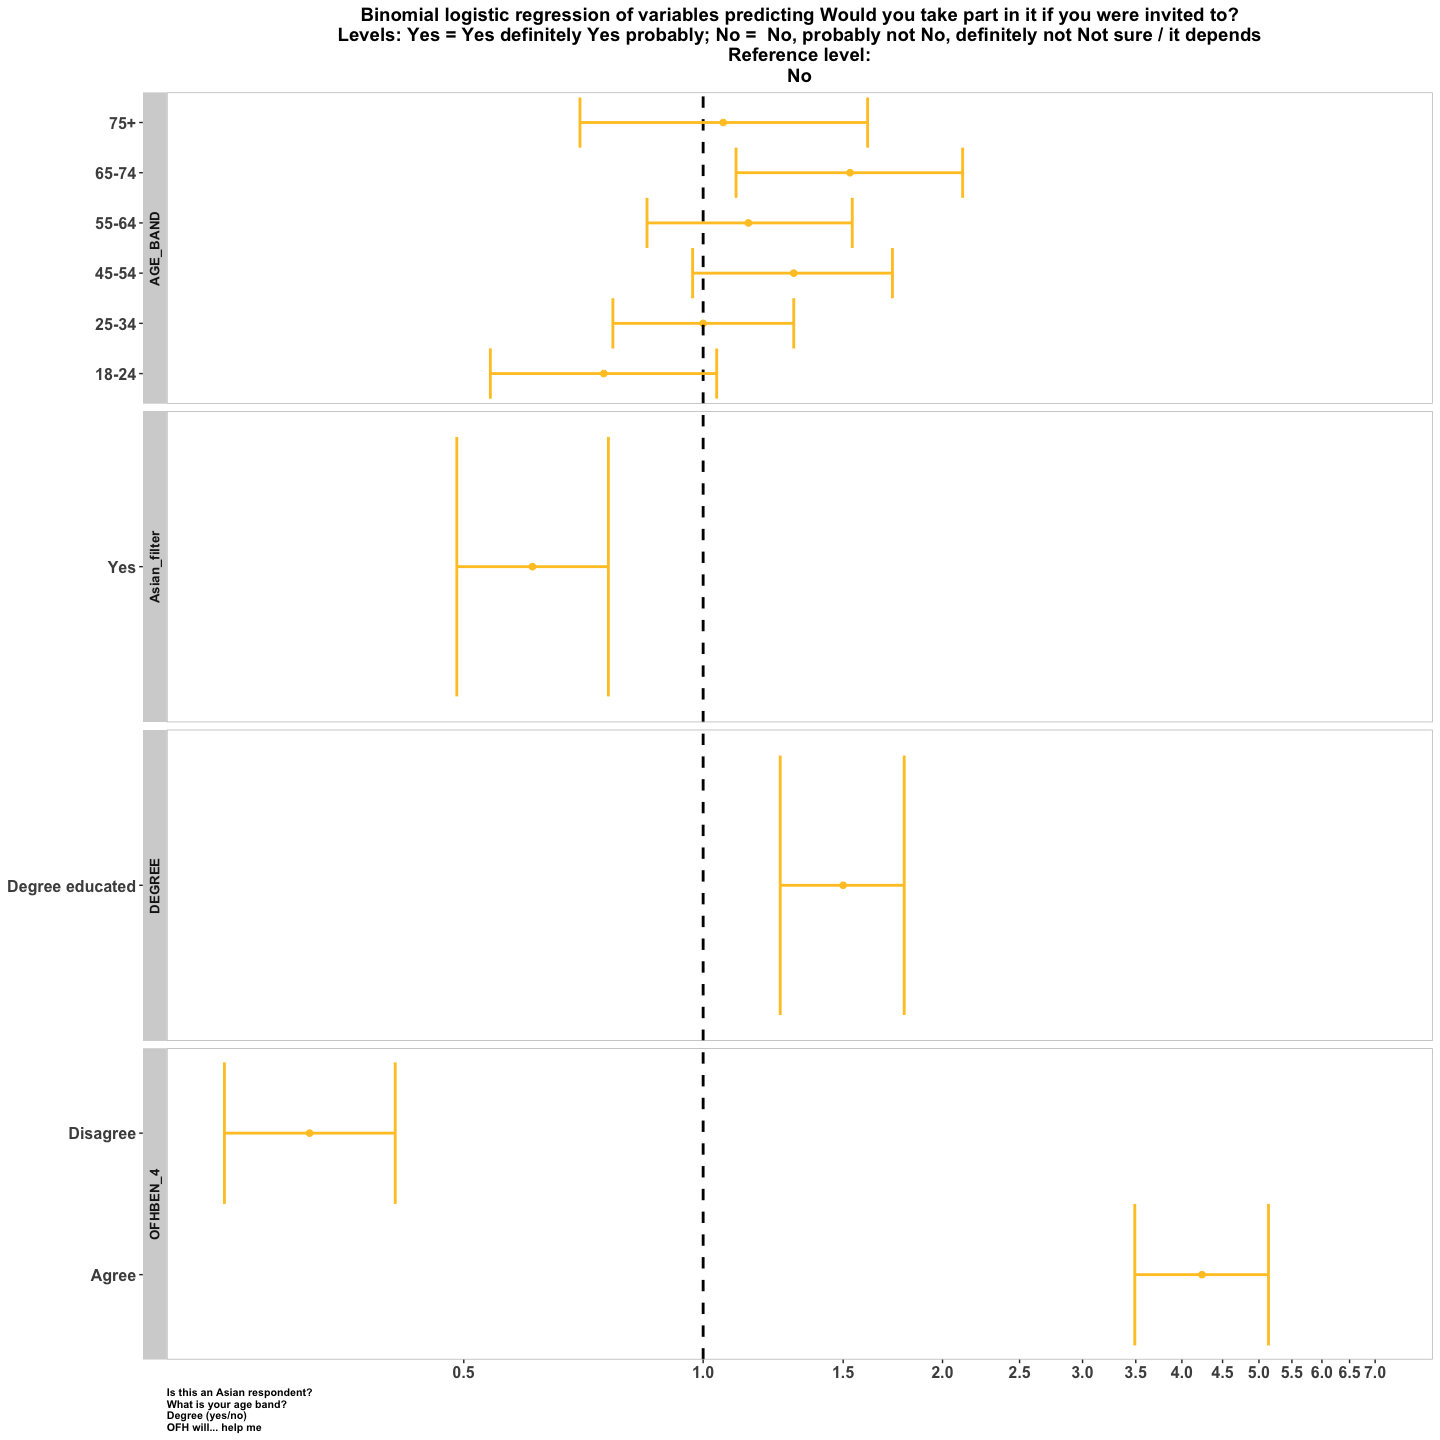 Binomial logistic regression of variables predicting Would you take part in it if you were invited to?
Levels: Yes = Yes definitely Yes probably; No =  No, probably not No, definitely not Not sure / it depends
Reference level:
No
AGE_BAND
75+
65-74
55-64
45-54
25-34
18-24
Asian_filter
Yes
DEGREE
Degree educated
OFHBEN_4
Disagree
Agree
0.5 1.0 1.5 2.0 2.5 3.0 3.5 4.0 4.5 5.0 5.5 6.0 6.5 7.0
Is this an Asian respondent?
What is your age band?
Degree (yes/no)
OFH will... help me